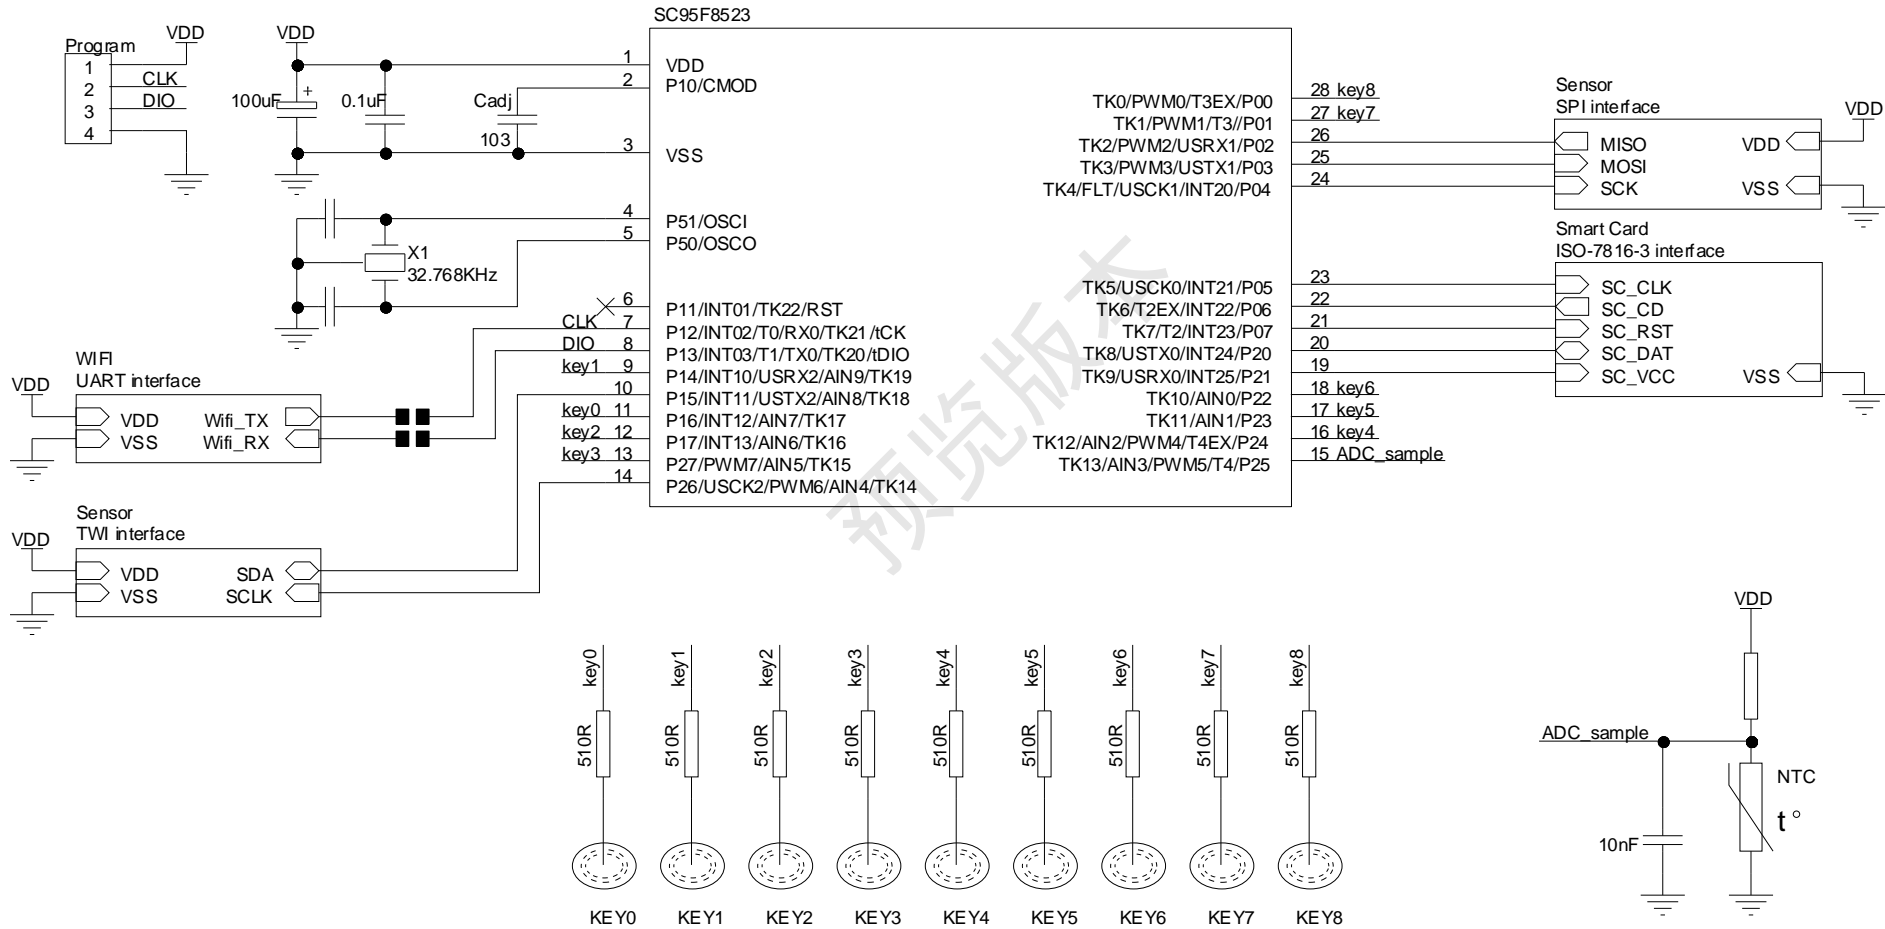 SC95F8523
Program
1
2
3
4
VDD
CLK
DIO
VDD
100uF
+
0.1uF
Cadj
103
1
2
3
4
5
6
7
8
9
10
11
12
13
14
X1
32.768KHz
CLK
DIO
key1
key0
key2
key3
VDD
P10/CMOD
VSS
P51/OSCI
P50/OSCO
P11/INT01/TK22/RST
P12/INT02/T0/RX0/TK21/tCK
P13/INT03/T1/TX0/TK20/tDIO
P14/INT10/USRX2/AIN9/TK19
P15/INT11/USTX2/AIN8/TK18
P16/INT12/AIN7/TK17
P17/INT13/AIN6/TK16
P27/PWM7/AIN5/TK15
P26/USCK2/PWM6/AIN4/TK14
TK0/PWM0/T3EX/P00
TK1/PWM1/T3//P01
TK2/PWM2/USRX1/P02
TK3/PWM3/USTX1/P03
TK4/FLT/USCK1/INT20/P04
TK5/USCK0/INT21/P05
TK6/T2EX/INT22/P06
TK7/T2/INT23/P07
TK8/USTX0/INT24/P20
TK9/USRX0/INT25/P21
TK10/AIN0/P22
TK11/AIN1/P23
TK12/AIN2/PWM4/T4EX/P24
TK13/AIN3/PWM5/T4/P25
28 key8
27 key7
26
25
24
23
22
21
20
19
18 key6
17 key5
16 key4
15 ADC_sample
Sensor
SPI interface
MISO
MOSI
SCK
VDD
VSS
VDD
Smart Card
ISO-7816-3 interface
SC_CLK
SC_CD
SC_RST
SC_DAT
SC_VCC
VSS
WIFI
UART interface
VDD
VDD
VSS
Wifi_TX
Wifi_RX
Sensor
TWI interface
VDD
VDD
VSS
SDA
SCLK
预览版本
key0
key1
key2
key3
key4
key5
key6
key7
key8
510R
510R
510R
510R
510R
510R
510R
510R
510R
KEY0
KEY1
KEY2
KEY3
KEY4
KEY5
KEY6
KEY7
KEY8
VDD
ADC_sample
NTC
t°
10nF